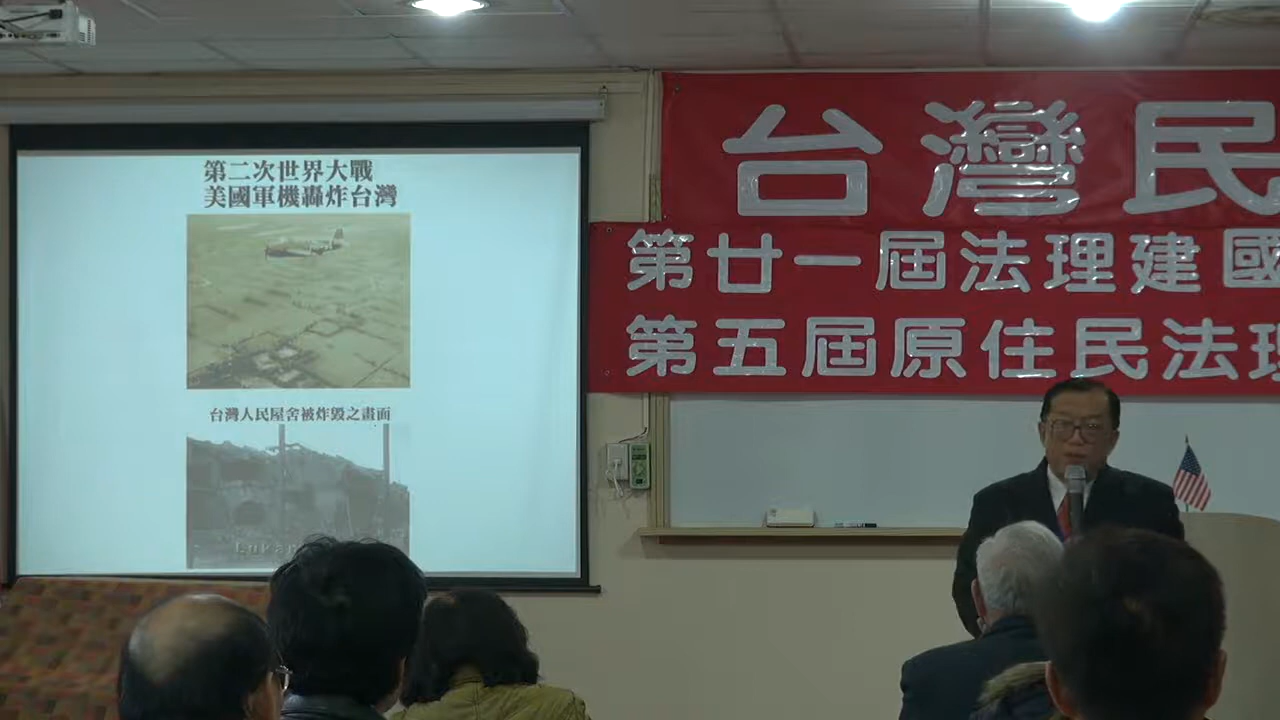 第二次世界大戰
美國軍機轟炸台灣
台灣人民屋舍被炸毀之畫面
台灣民
第廿一屆法理建國
第五屆原住民法理